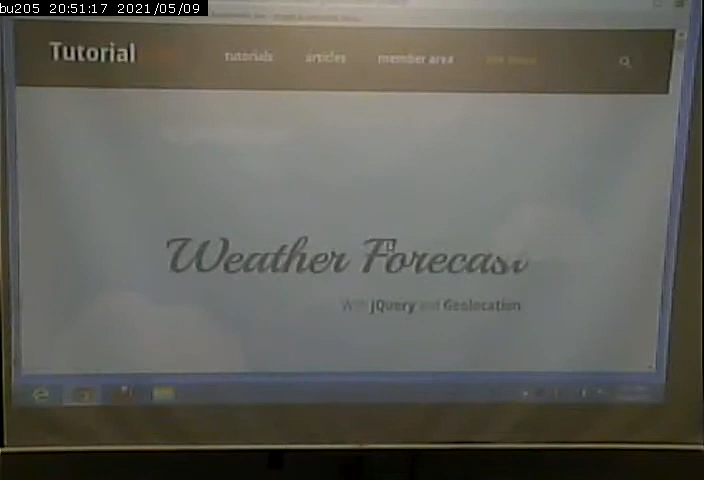 bu205 20:51:17 2021/05/09
Tutorial
tutorials articles member area
Weather Forecast
With jQuery and Geolocation